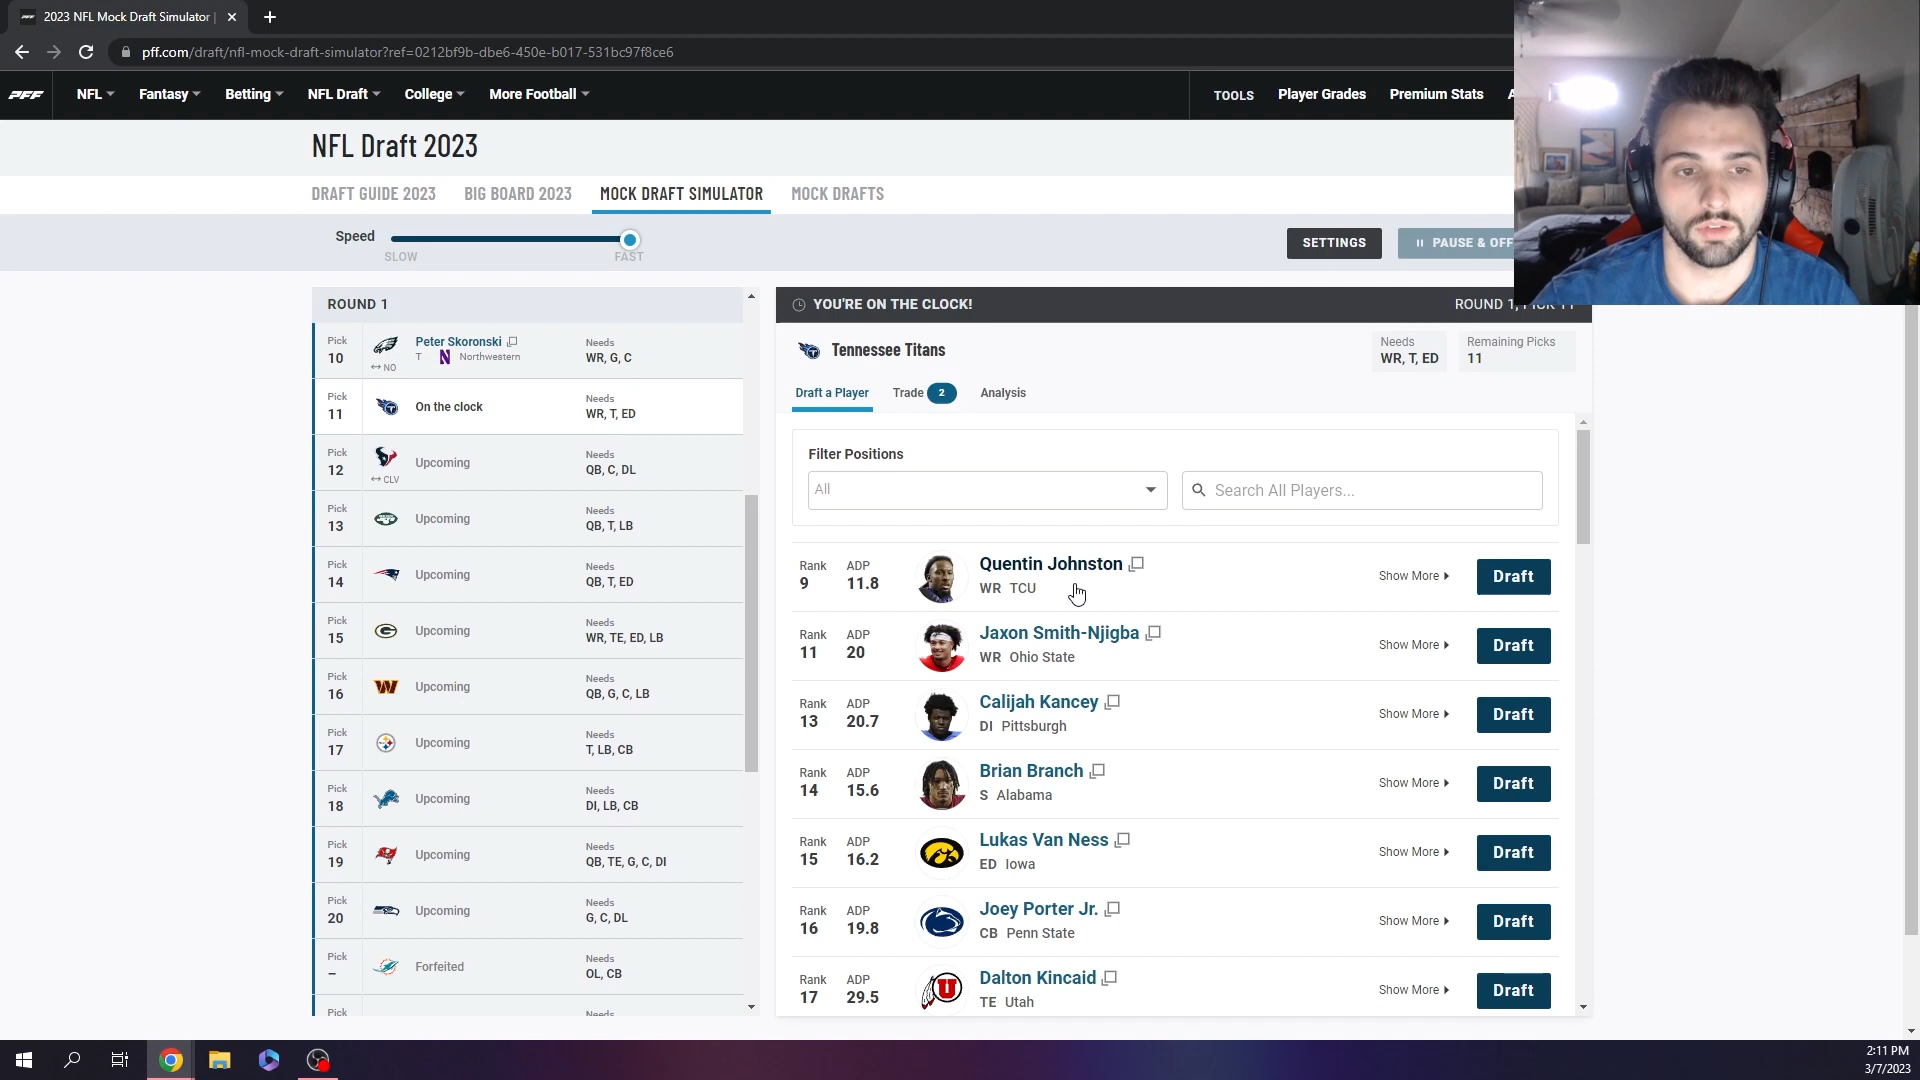 2023 NFL Mock Draft Simulator |
pff.com/draft/nfl-mock-draft-simulator?ref=0212bf9b-dbe6-450e-b017-531bc97f8ce6
PFF
NFL
Fantasy
Betting
NFL Draft
College
More Football
TOOLS
Player Grades
Premium Stats
NFL Draft 2023
DRAFT GUIDE 2023
BIG BOARD 2023
MOCK DRAFT SIMULATOR
MOCK DRAFTS
Speed
SLOW
FAST
SETTINGS
PAUSE & OFF
ROUND 1
Pick
10
NO
Peter Skoronski
T Northwestern
Needs
WR, G, C
Pick
11
On the clock
Needs
WR, T, ED
Pick
12
CLV
Upcoming
Needs
QB, C, DL
Pick
13
Upcoming
Needs
QB, T, LB
Pick
14
Upcoming
Needs
QB, T, ED
Pick
15
Upcoming
Needs
WR, TE, ED, LB
Pick
16
Upcoming
Needs
QB, G, C, LB
Pick
17
Upcoming
Needs
T, LB, CB
Pick
18
Upcoming
Needs
DI, LB, CB
Pick
19
Upcoming
Needs
QB, TE, G, C, DI
Pick
20
Upcoming
Needs
G, C, DL
Pick
–
Forfeited
Needs
OL, CB
Pick
Needs
YOU'RE ON THE CLOCK!
ROUND 1, PICK 11
Tennessee Titans
Needs
WR, T, ED
Remaining Picks
11
Draft a Player
Trade 2
Analysis
Filter Positions
All
Search All Players...
Rank
9
ADP
11.8
Quentin Johnston
WR TCU
Show More
Draft
Rank
11
ADP
20
Jaxon Smith-Njigba
WR Ohio State
Show More
Draft
Rank
13
ADP
20.7
Calijah Kancey
DI Pittsburgh
Show More
Draft
Rank
14
ADP
15.6
Brian Branch
S Alabama
Show More
Draft
Rank
15
ADP
16.2
Lukas Van Ness
ED Iowa
Show More
Draft
Rank
16
ADP
19.8
Joey Porter Jr.
CB Penn State
Show More
Draft
Rank
17
ADP
29.5
Dalton Kincaid
TE Utah
Show More
Draft
2:11 PM
3/7/2023